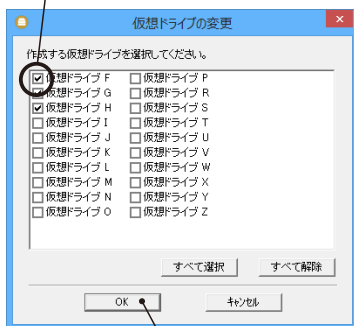 仮想ドライブの変更
作成する仮想ドライブを選択してください。
仮想ドライブ F
仮想ドライブ G
仮想ドライブ H
仮想ドライブ I
仮想ドライブ J
仮想ドライブ K
仮想ドライブ L
仮想ドライブ M
仮想ドライブ N
仮想ドライブ O
仮想ドライブ P
仮想ドライブ R
仮想ドライブ S
仮想ドライブ T
仮想ドライブ U
仮想ドライブ V
仮想ドライブ W
仮想ドライブ X
仮想ドライブ Y
仮想ドライブ Z
すべて選択 すべて解除
OK キャンセル